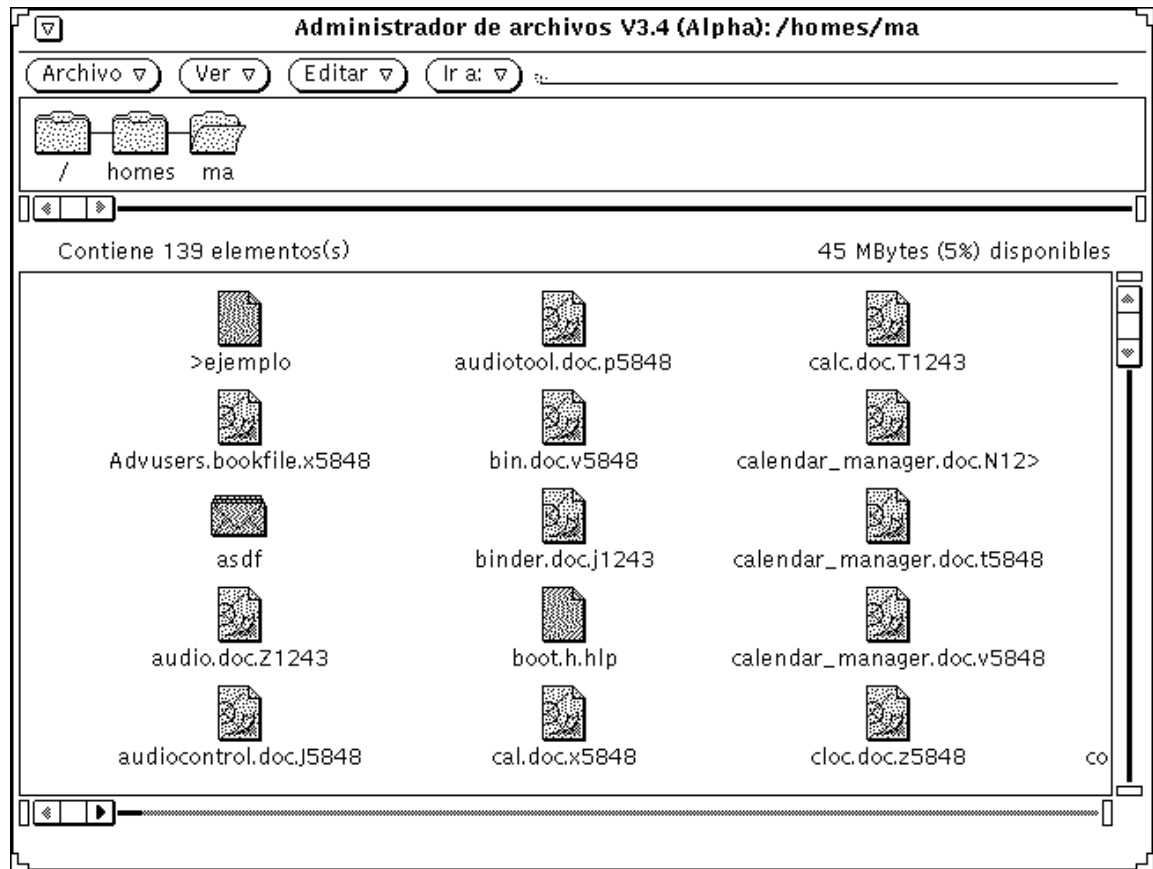 Administrador de archivos V3.4 (Alpha): /homes/ma
Archivo Ver Editar Ir a:
/ homes ma
Contiene 139 elementos(s) 45 MBytes (5%) disponibles
>ejemplo audiotool.doc.p5848 calc.doc.T1243
Advusers.bookfile.x5848 bin.doc.v5848 calendar_manager.doc.N12>
asdf binder.doc.j1243 calendar_manager.doc.t5848
audio.doc.Z1243 boot.h.hlp calendar_manager.doc.v5848
audiocontrol.doc.J5848 cal.doc.x5848 cloc.doc.z5848 co